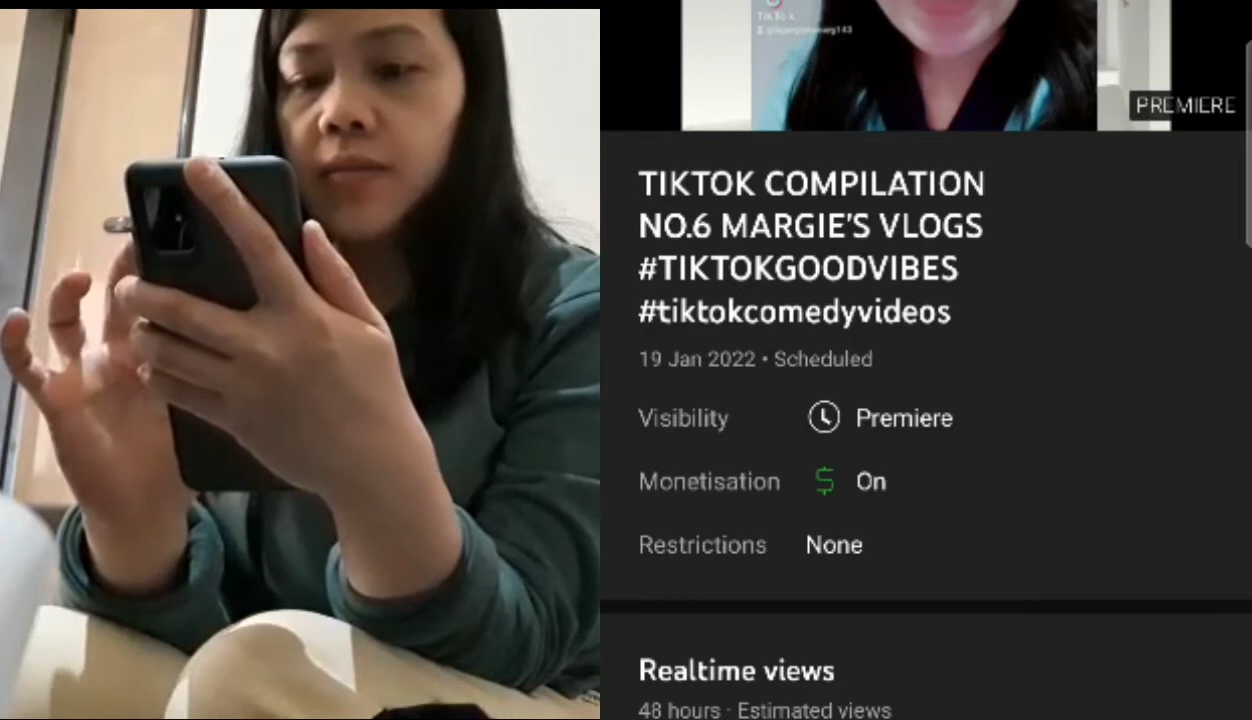 TikTok
PREMIERE
TIKTOK COMPILATION
NO.6 MARGIE'S VLOGS
#TIKTOKGOODVIBES
#tiktokcomedyvideos
19 Jan 2022 • Scheduled
Visibility Premiere
Monetisation $ On
Restrictions None
Realtime views
48 hours · Estimated views